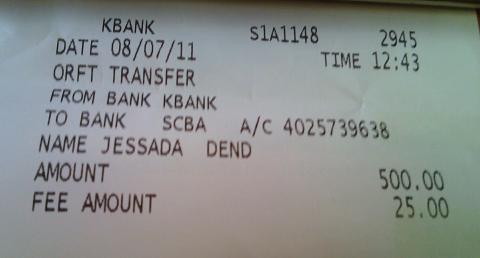 KBANK S1A1148 2945
DATE 08/07/11 TIME 12:43
ORFT TRANSFER
FROM BANK KBANK
TO BANK SCBA A/C 4025739638
NAME JESSADA DEND
AMOUNT 500.00
FEE AMOUNT 25.00